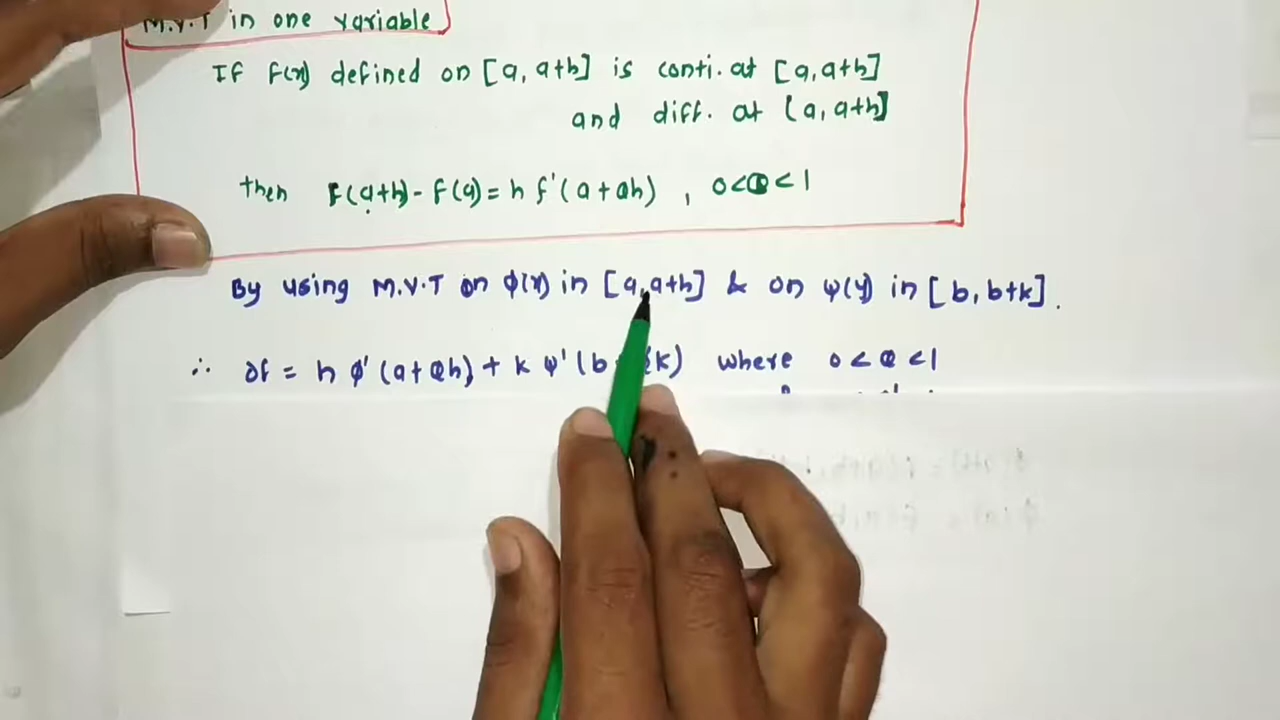 M.V.T in one variable
If f(x) defined on [a, a+h] is conti. at [a, a+h]
and diff. at (a, a+h]
then f(a+h) - f(a) = h f'(a+θh) , 0<θ<1
By using M.V.T on φ(x) in [a, a+h] & on ψ(y) in [b, b+k].
∴ δf = h φ'(a+θh) + k ψ'(b k) where 0<θ<1